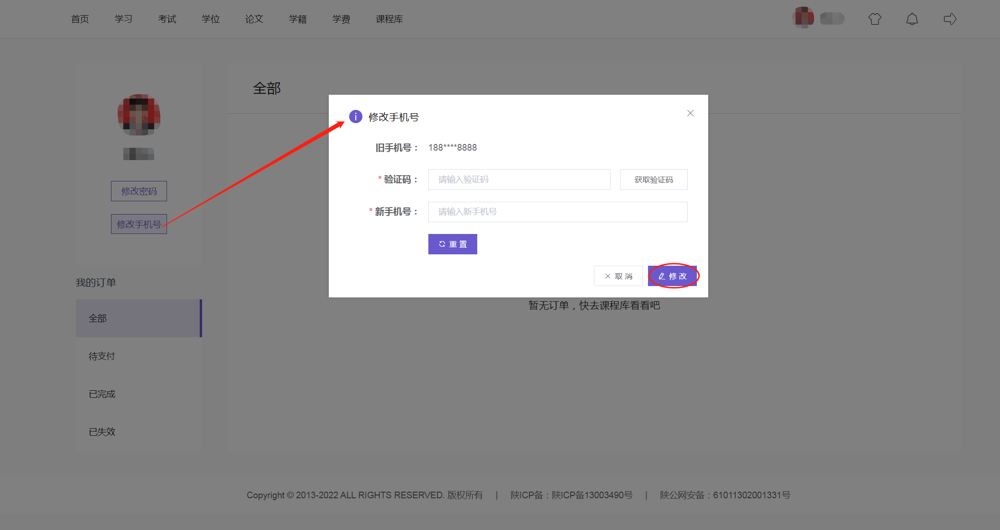 首页 学习 考试 学位 论文 学籍 学费 课程库
修改密码
修改手机号
我的订单
全部
待支付
已完成
已失效
全部
修改手机号
旧手机号： 188****8888
* 验证码： 请输入验证码 获取验证码
* 新手机号： 请输入新手机号
重置
取消 修改
暂无订单，快去课程库看看吧
Copyright © 2013-2022 ALL RIGHTS RESERVED. 版权所有 | 陕ICP备：陕ICP备13003490号 | 陕公网安备：61011302001331号